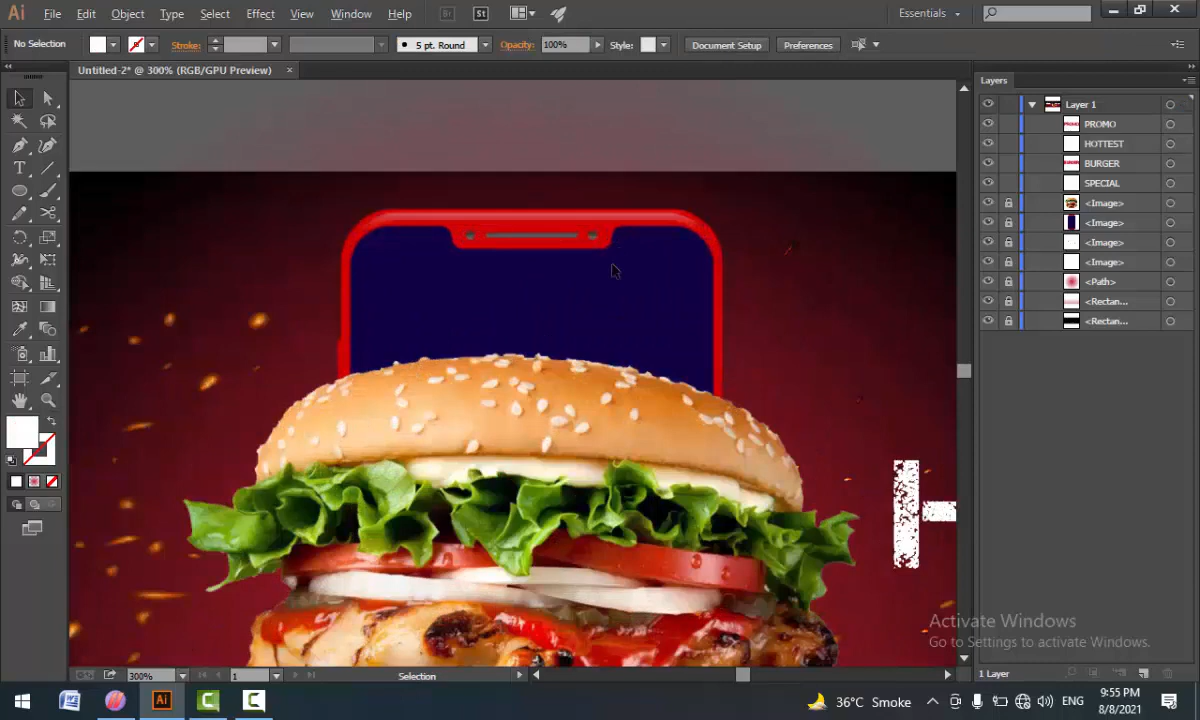 Ai File Edit Object Type Select Effect View Window Help Br St Essentials
No Selection Stroke: 5 pt. Round Opacity: 100% Style: Document Setup Preferences
Untitled-2* @ 300% (RGB/GPU Preview)
Layers
Layer 1
PROMO
HOTTEST
BURGER
SPECIAL
<Image>
<Image>
<Image>
<Image>
<Path>
<Rectan...
<Rectan...
H
Activate Windows
Go to Settings to activate Windows.
300% 1 Selection 1 Layer
Ai 36°C Smoke ENG 9:55 PM
8/8/2021